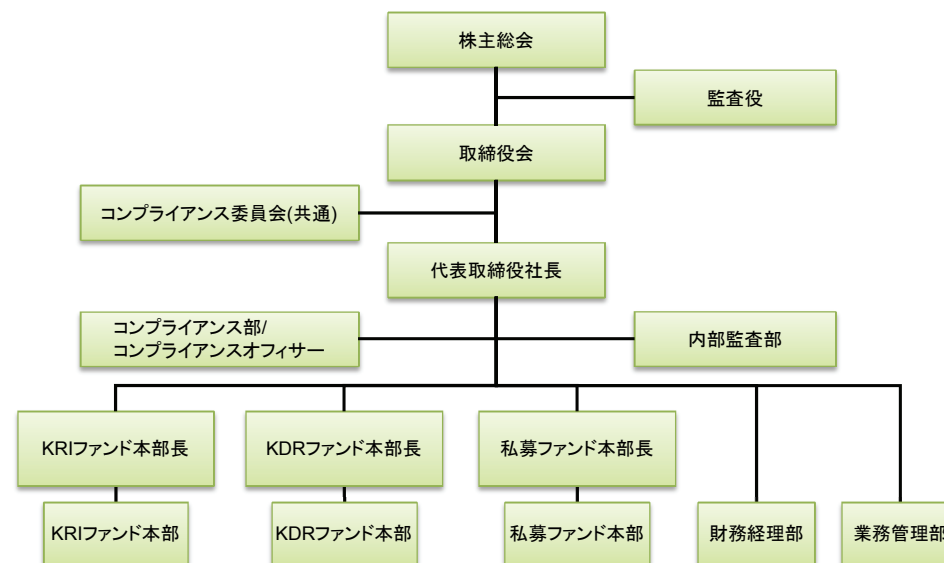 株主総会
監査役
取締役会
コンプライアンス委員会(共通)
代表取締役社長
コンプライアンス部/
コンプライアンスオフィサー
内部監査部
KRIファンド本部長
KDRファンド本部長
私募ファンド本部長
KRIファンド本部
KDRファンド本部
私募ファンド本部
財務経理部
業務管理部